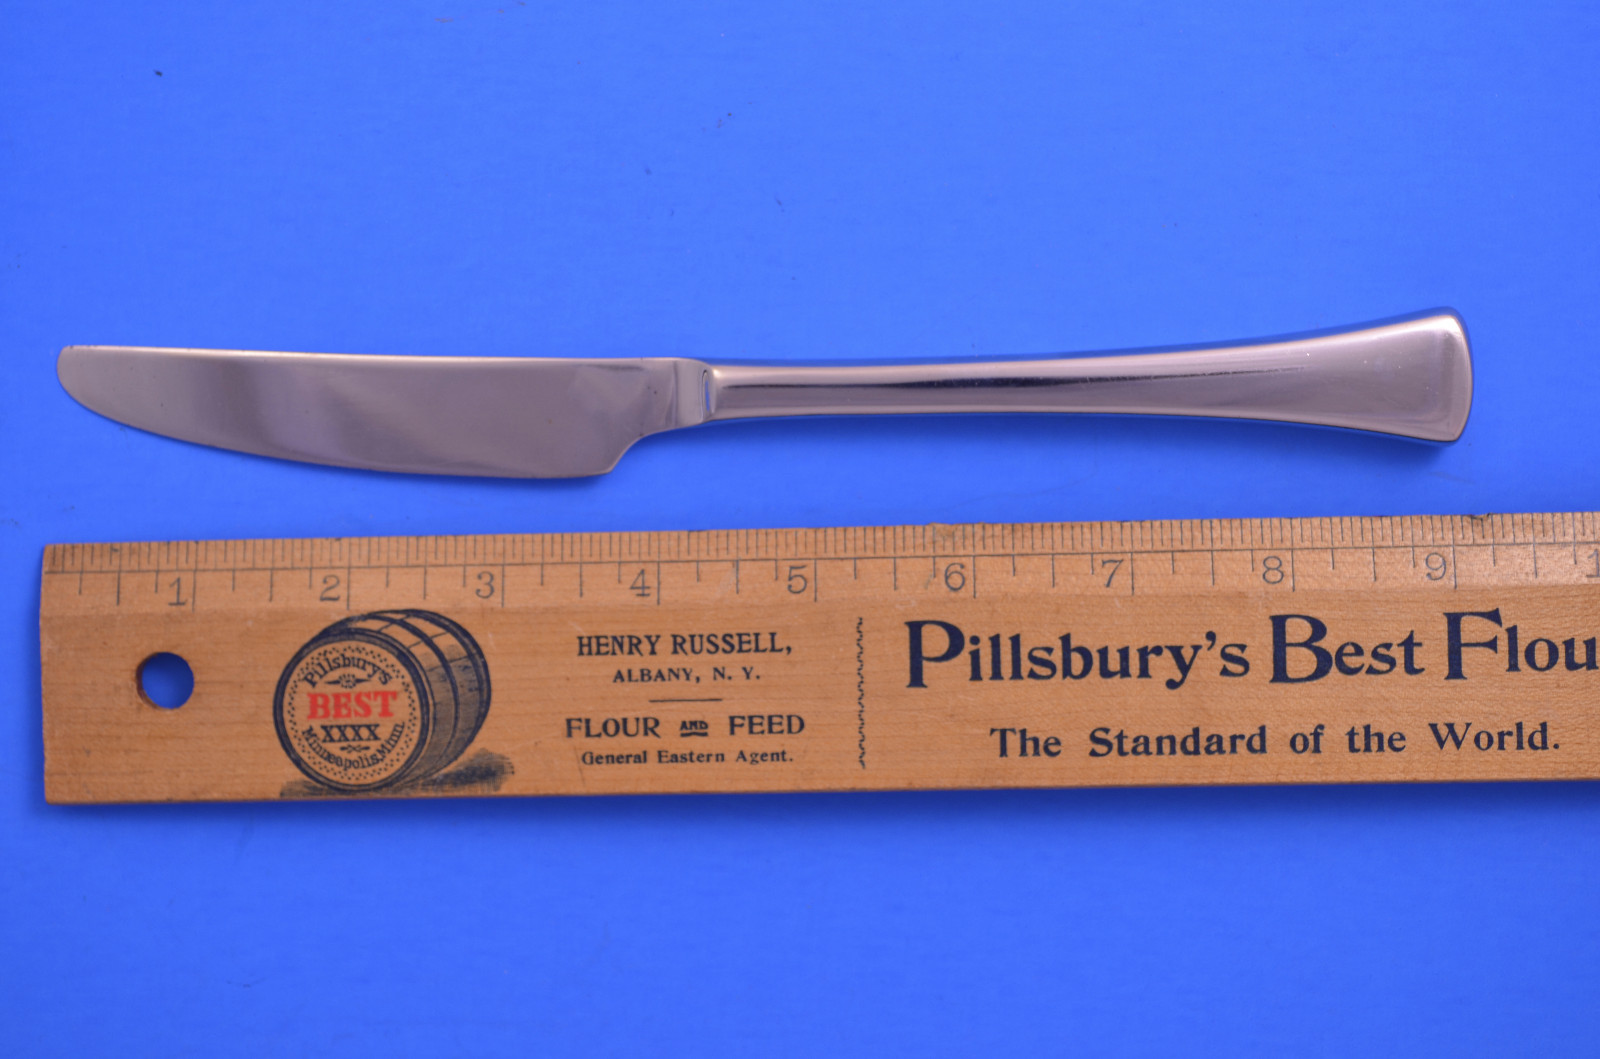 1 2 3 4 5 6 7 8 9 1
Pillsbury's
BEST
XXXX
Minneapolis, Minn.
HENRY RUSSELL,
ALBANY, N. Y.
FLOUR AND FEED
General Eastern Agent.
Pillsbury's Best Flou
The Standard of the World.